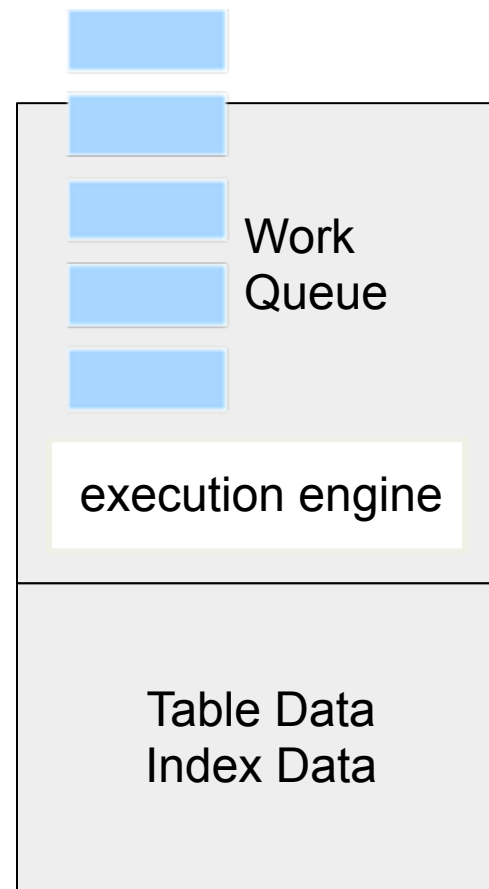 Work
Queue
execution engine
Table Data
Index Data